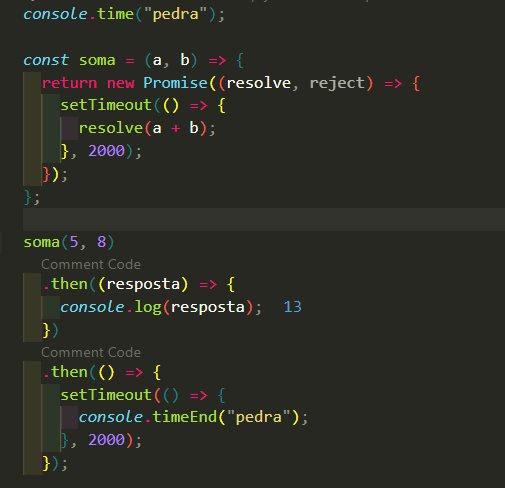 console.time("pedra");
const soma = (a, b) => {
return new Promise((resolve, reject) => {
setTimeout(() => {
resolve(a + b);
}, 2000);
});
};
soma(5, 8)
Comment Code
.then((resposta) => {
console.log(resposta); 13
})
Comment Code
.then(() => {
setTimeout(() => {
console.timeEnd("pedra");
}, 2000);
});